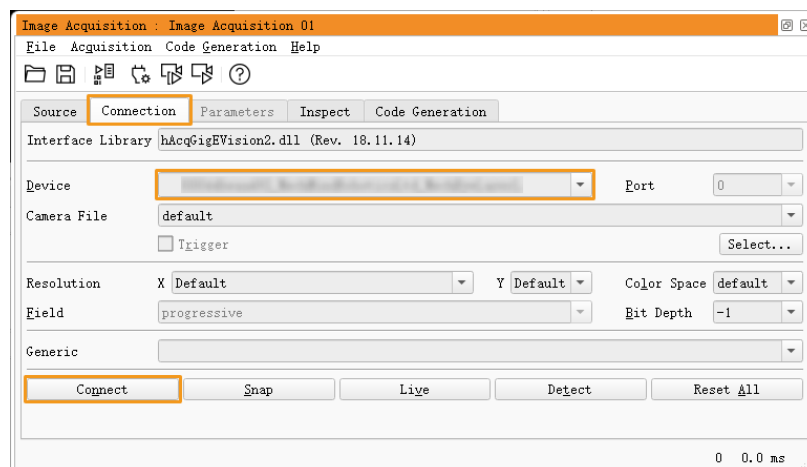 Image Acquisition : Image Acquisition 01
File Acquisition Code Generation Help
Source Connection Parameters Inspect Code Generation
Interface Library hAcqGigEVision2.dll (Rev. 18.11.14)
Device Port 0
Camera File default
Trigger Select...
Resolution X Default Y Default Color Space default
Field progressive Bit Depth -1
Generic
Connect Snap Live Detect Reset All
0 0.0 ms